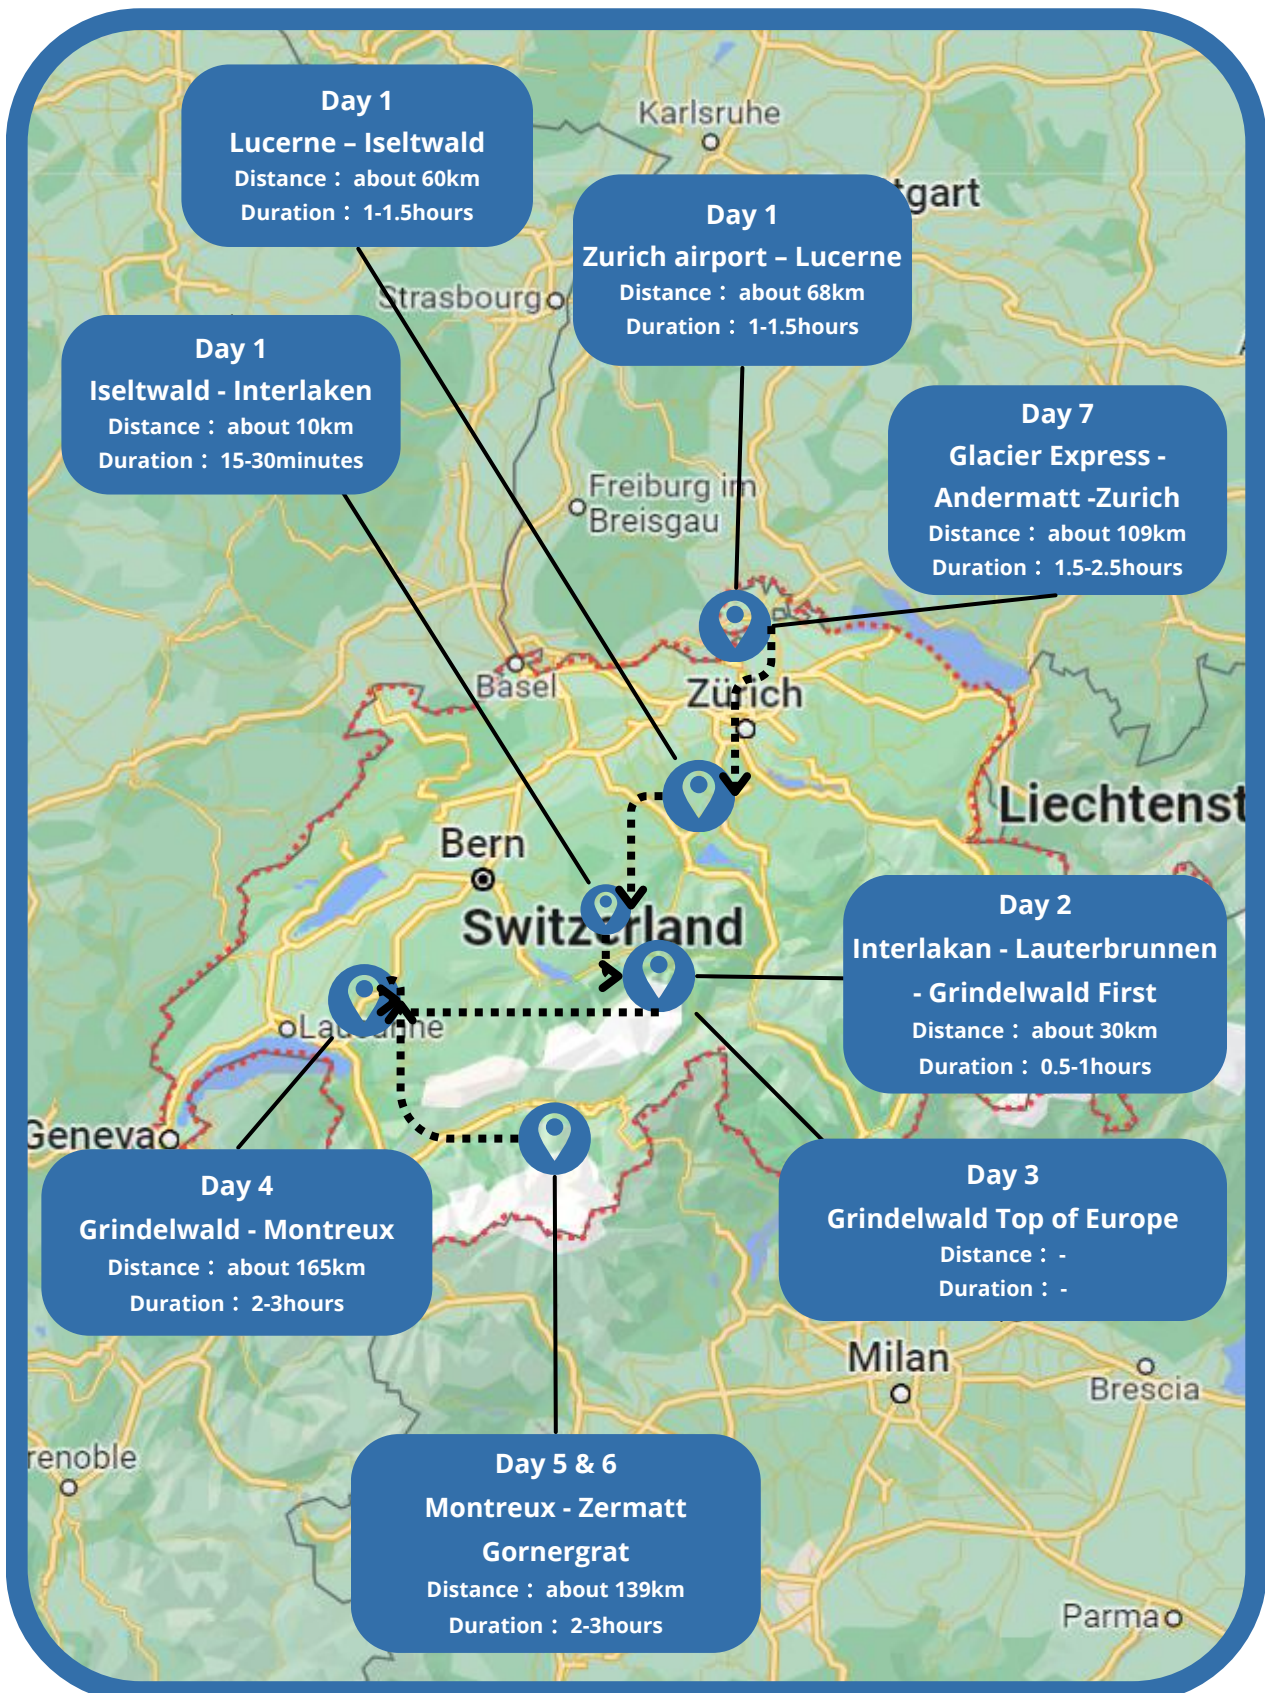 Karlsruhe
Day 1
Lucerne – Iseltwald
Distance： about 60km
Duration： 1-1.5hours
tgart
Day 1
Zurich airport – Lucerne
Distance： about 68km
Duration： 1-1.5hours
Strasbourg
Day 1
Iseltwald - Interlaken
Distance： about 10km
Duration： 15-30minutes
Day 7
Glacier Express -
Andermatt -Zurich
Distance： about 109km
Duration： 1.5-2.5hours
Freiburg im
Breisgau
Basel
Zürich
Liechtenst
Bern
Switzerland
Day 2
Interlakan - Lauterbrunnen
- Grindelwald First
Distance： about 30km
Duration： 0.5-1hours
Lausanne
Geneva
Day 4
Grindelwald - Montreux
Distance： about 165km
Duration： 2-3hours
Day 3
Grindelwald Top of Europe
Distance： -
Duration： -
Milan
Brescia
renoble
Day 5 & 6
Montreux - Zermatt
Gornergrat
Distance： about 139km
Duration： 2-3hours
Parma